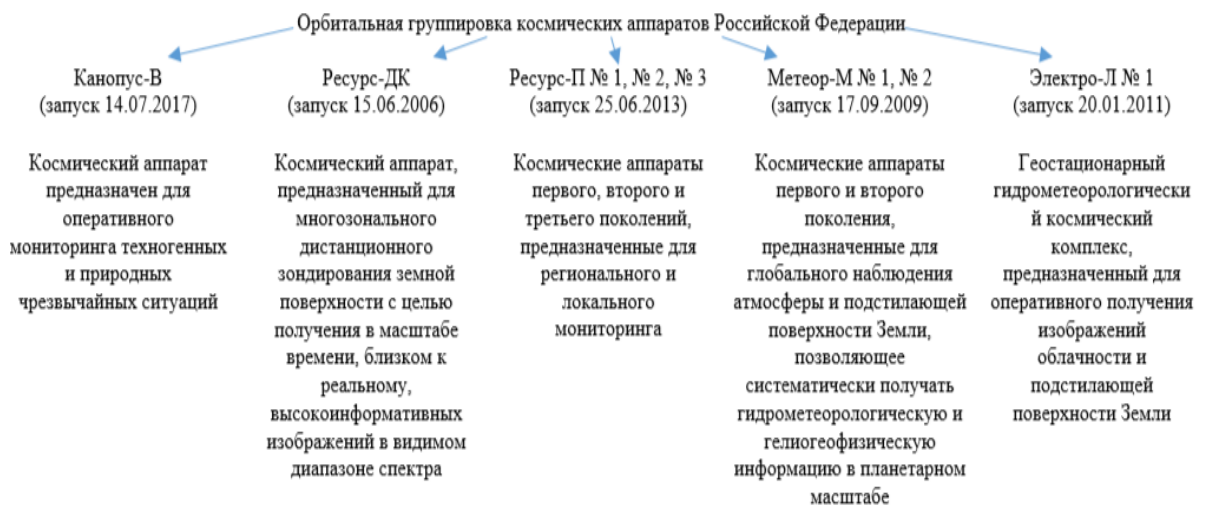 Орбитальная группировка космических аппаратов Российской Федерации
Канопус-В
(запуск 14.07.2017)
Космический аппарат
предназначен для
оперативного
мониторинга техногенных
и природных
чрезвычайных ситуаций
Ресурс-ДК
(запуск 15.06.2006)
Космический аппарат,
предназначенный для
многозонального
дистанционного
зондирования земной
поверхности с целью
получения в масштабе
времени, близком к
реальному,
высокоинформативных
изображений в видимом
диапазоне спектра
Ресурс-П № 1, № 2, № 3
(запуск 25.06.2013)
Космические аппараты
первого, второго и
третьего поколений,
предназначенные для
регионального и
локального
мониторинга
Метеор-М № 1, № 2
(запуск 17.09.2009)
Космические аппараты
первого и второго
поколения,
предназначенные для
глобального наблюдения
атмосферы и подстилающей
поверхности Земли,
позволяющее
систематически получать
гидрометеорологическую и
гелиогеофизическую
информацию в планетарном
масштабе
Электро-Л № 1
(запуск 20.01.2011)
Геостационарный
гидрометеорологически
й космический
комплекс,
предназначенный для
оперативного получения
изображений
облачности и
подстилающей
поверхности Земли